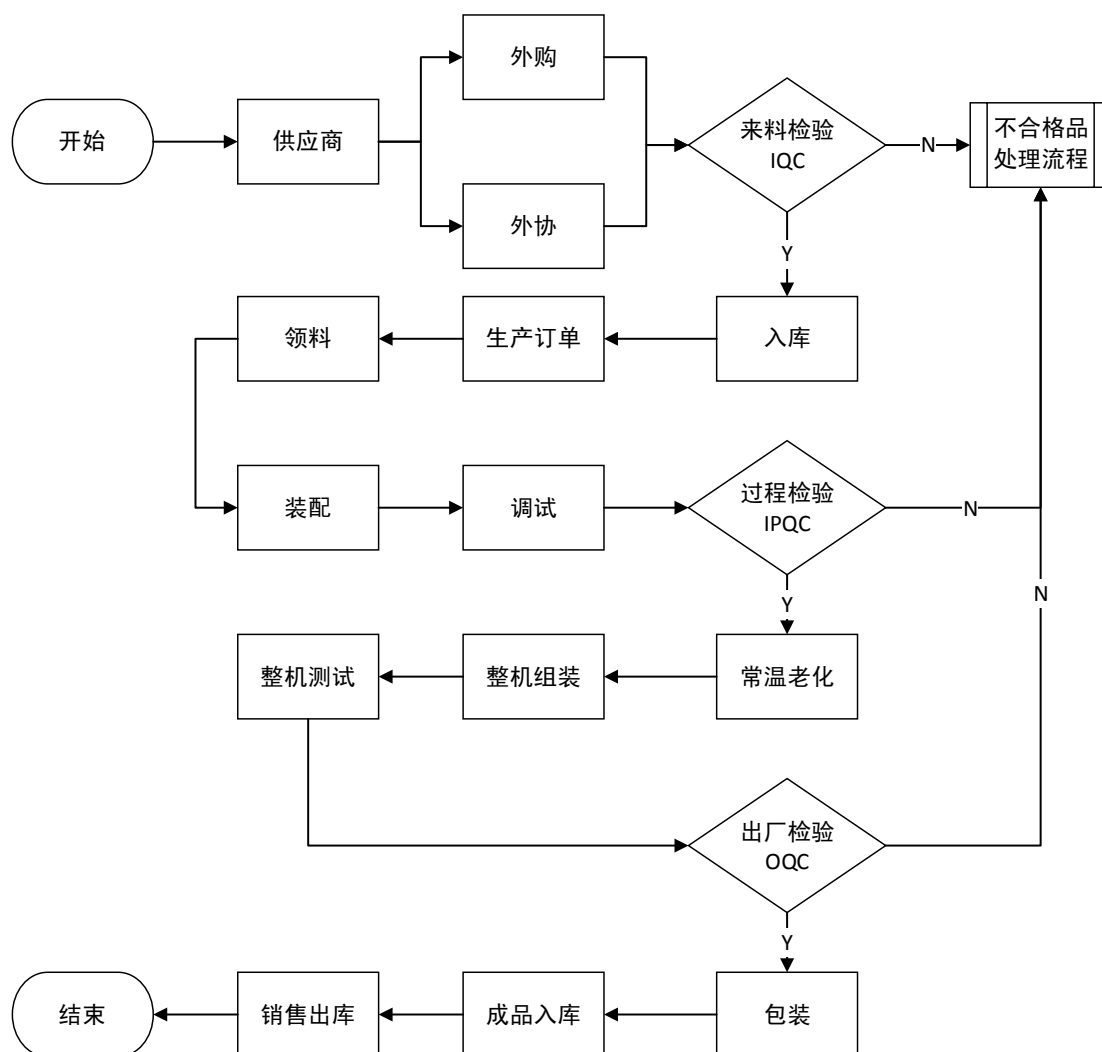 外购
开始
供应商
来料检验
IQC
N
不合格品
处理流程
外协
Y
领料
生产订单
入库
装配
调试
过程检验
IPQC
N
Y
N
整机测试
整机组装
常温老化
出厂检验
OQC
Y
结束
销售出库
成品入库
包装